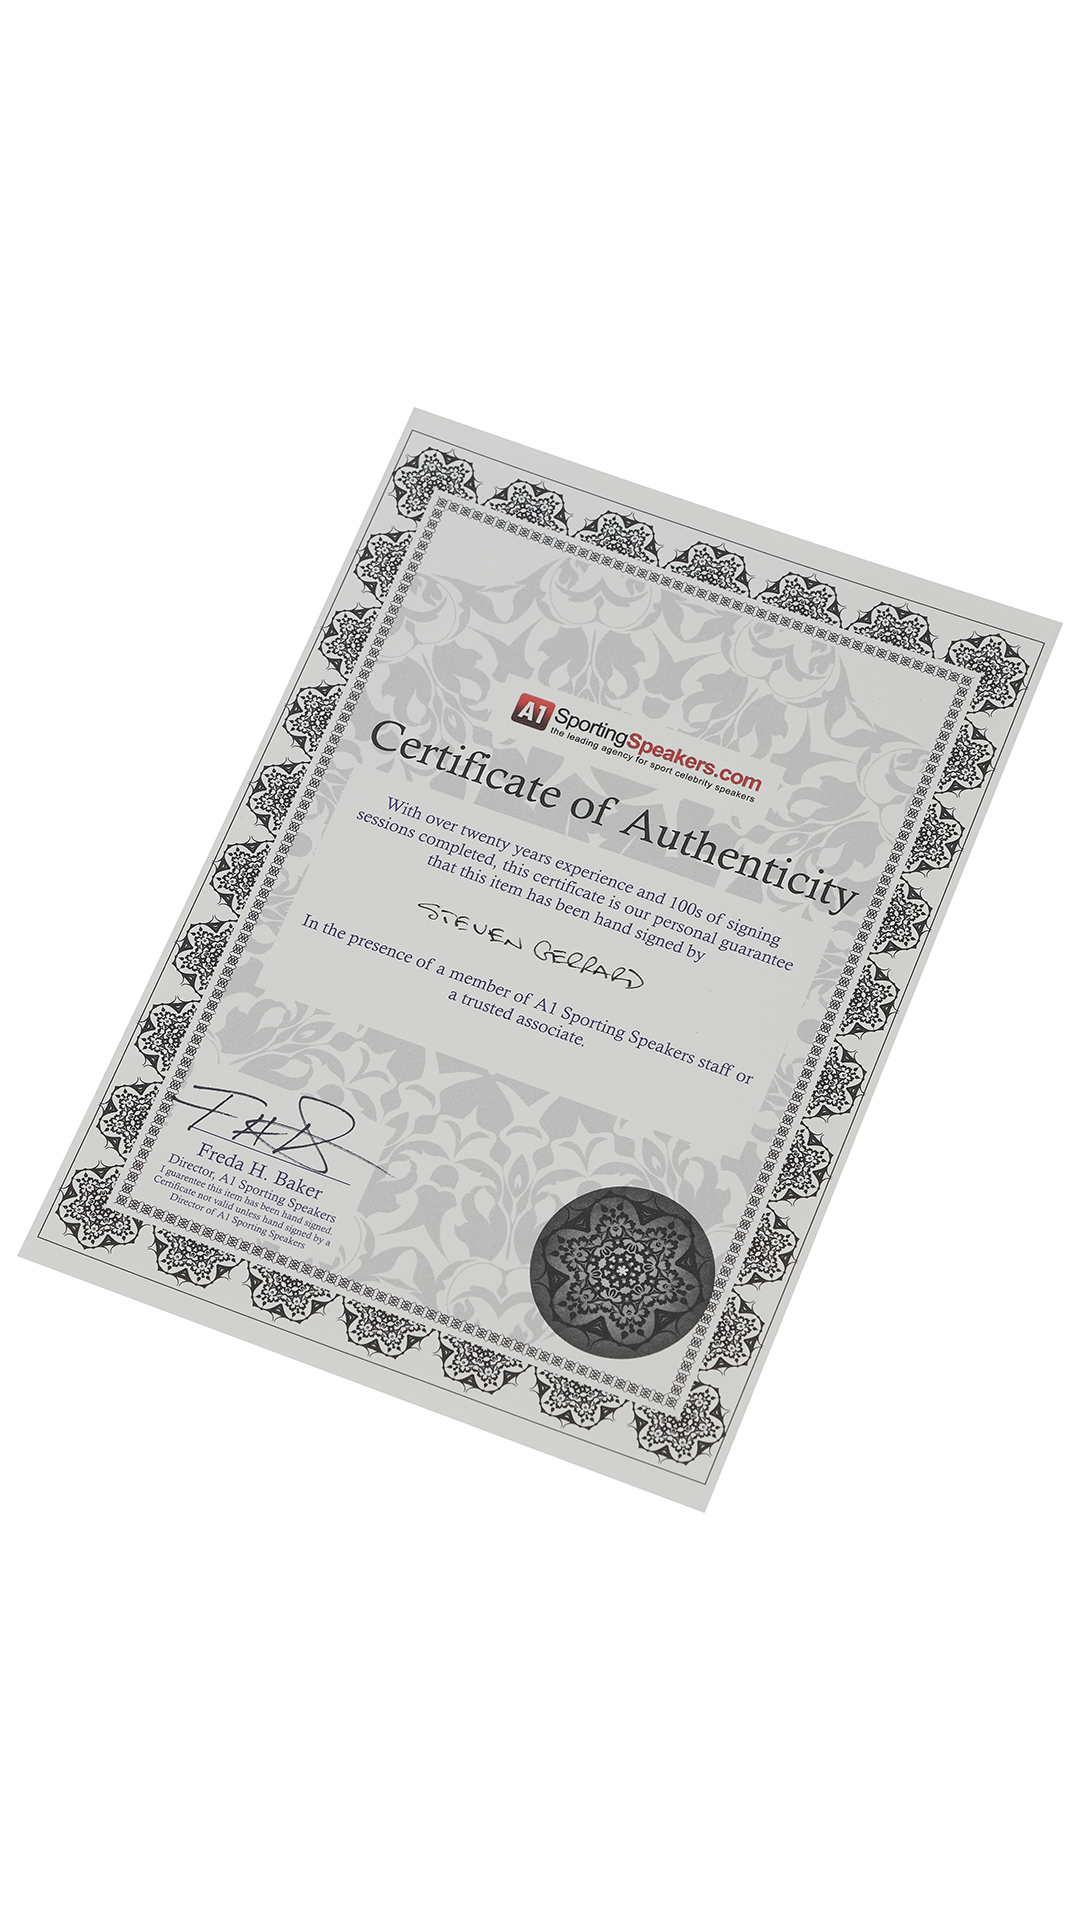 A1 SportingSpeakers.com
the leading agency for sport celebrity speakers
Certificate of Authenticity
With over twenty years experience and 100s of signing
sessions completed, this certificate is our personal guarantee
that this item has been hand signed by
STEVEN GERRARD
In the presence of a member of A1 Sporting Speakers staff or
a trusted associate.
Freda H. Baker
Director, A1 Sporting Speakers
I guarentee this item has been hand signed.
Certificate not valid unless hand signed by a
Director of A1 Sporting Speakers